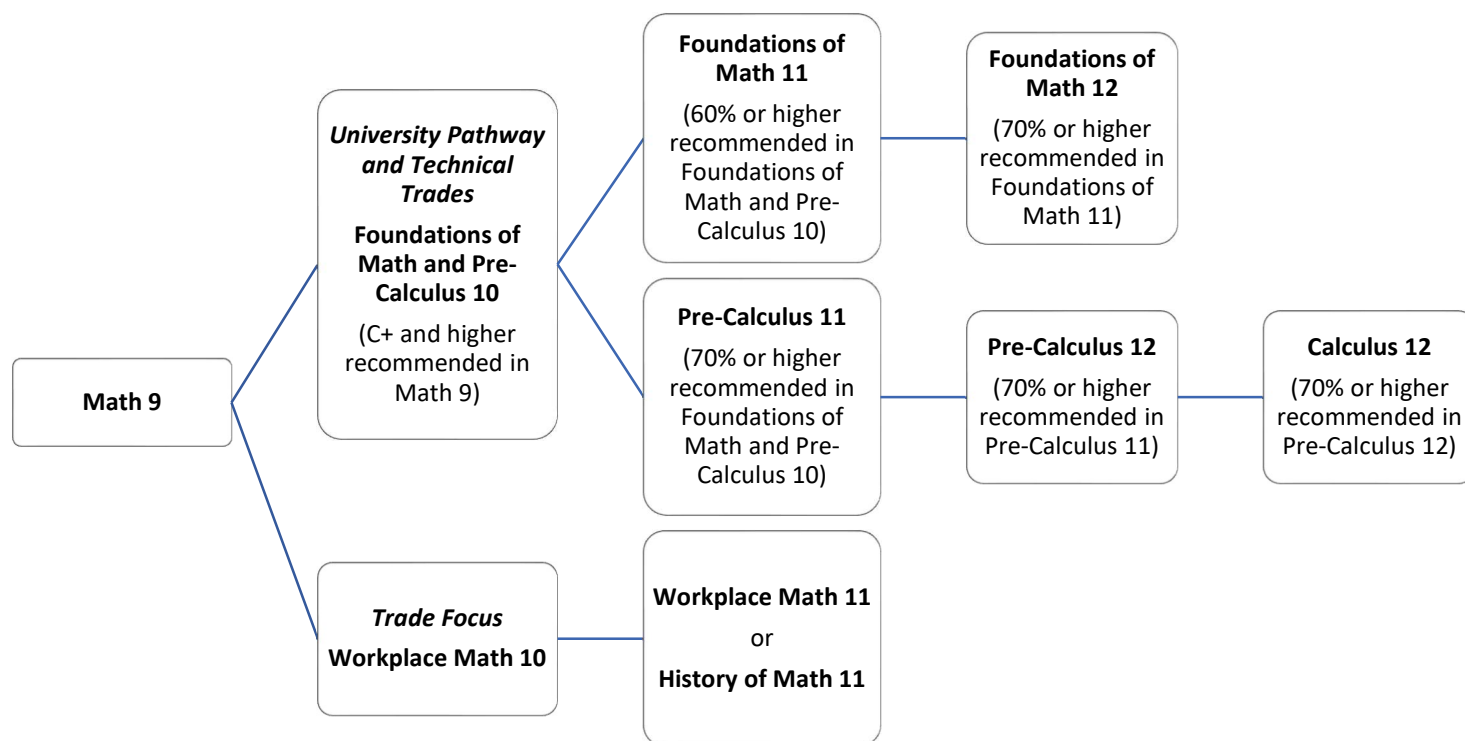 Math 9
University Pathway
and Technical
Trades
Foundations of
Math and Pre-
Calculus 10
(C+ and higher
recommended in
Math 9)
Foundations of
Math 11
(60% or higher
recommended in
Foundations of
Math and Pre-
Calculus 10)
Foundations of
Math 12
(70% or higher
recommended in
Foundations of
Math 11)
Pre-Calculus 11
(70% or higher
recommended in
Foundations of
Math and Pre-
Calculus 10)
Pre-Calculus 12
(70% or higher
recommended in
Pre-Calculus 11)
Calculus 12
(70% or higher
recommended in
Pre-Calculus 12)
Trade Focus
Workplace Math 10
Workplace Math 11
or
History of Math 11